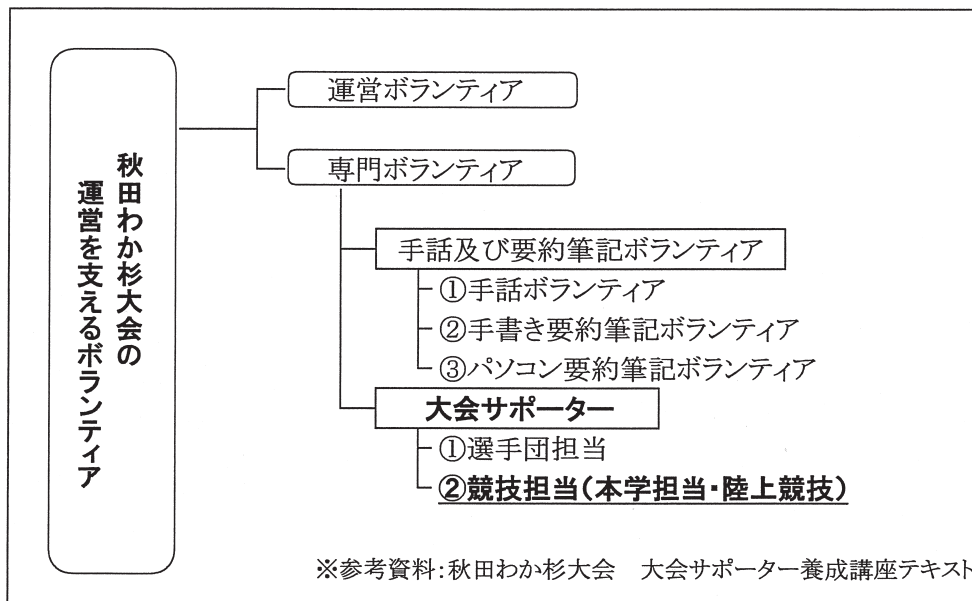 秋田わか杉大会の
運営を支えるボランティア
運営ボランティア
専門ボランティア
手話及び要約筆記ボランティア
①手話ボランティア
②手書き要約筆記ボランティア
③パソコン要約筆記ボランティア
大会サポーター
①選手団担当
②競技担当(本学担当・陸上競技)
※参考資料:秋田わか杉大会　大会サポーター養成講座テキスト